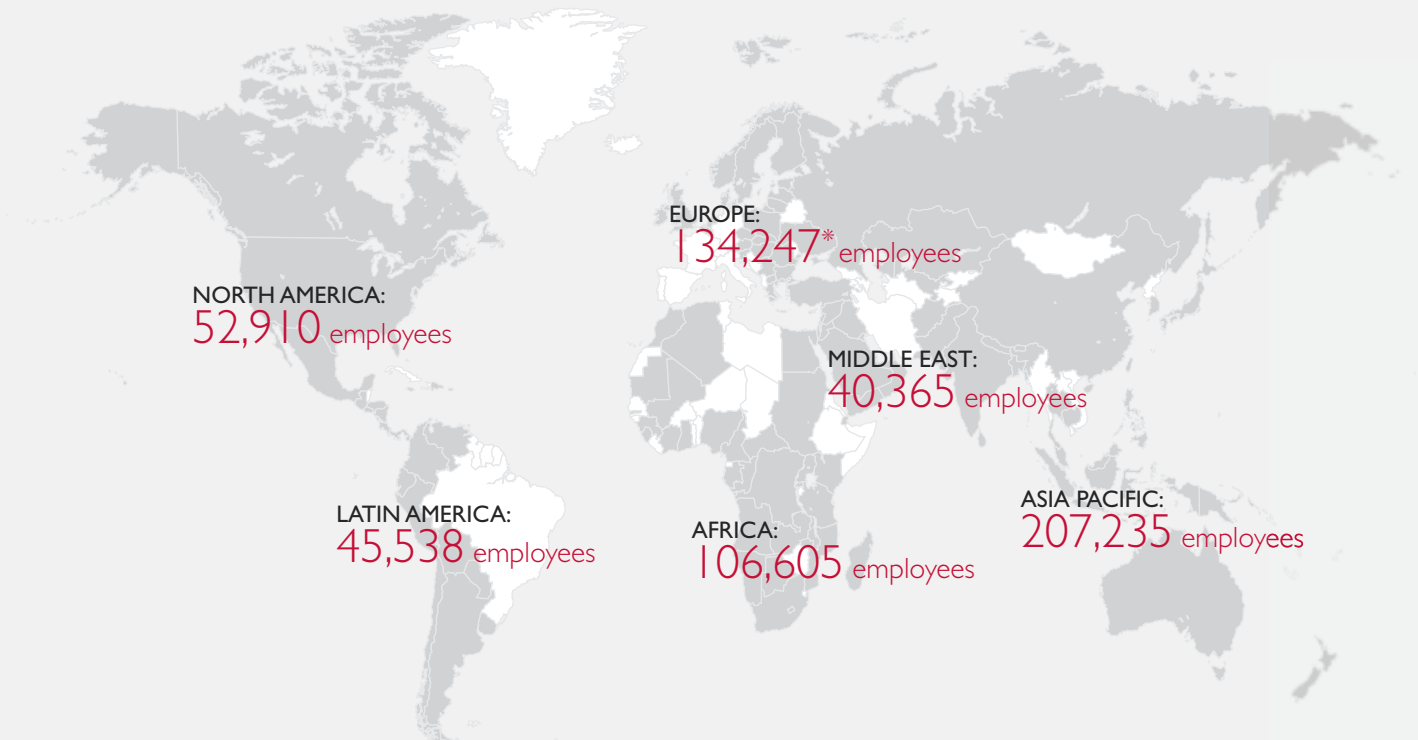 EUROPE:
134,247* employees
NORTH AMERICA:
52,910 employees
MIDDLE EAST:
40,365 employees
LATIN AMERICA:
45,538 employees
AFRICA:
106,605 employees
ASIA PACIFIC:
207,235 employees